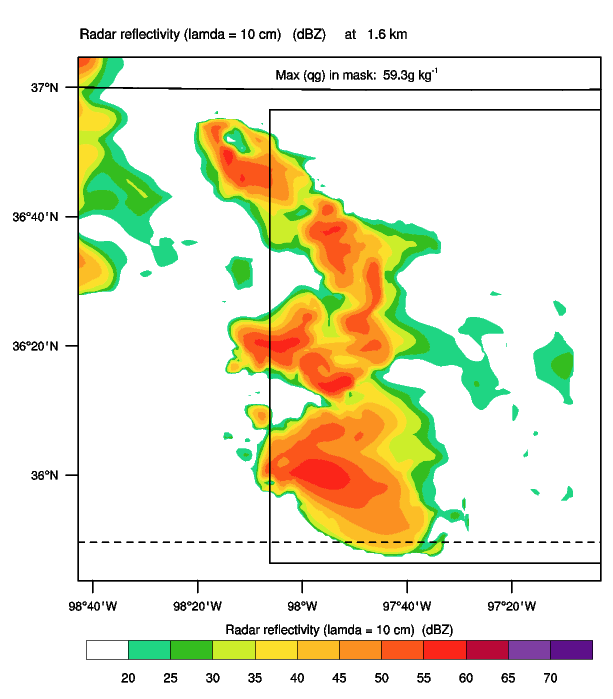 Radar reflectivity (lamda = 10 cm) (dBZ) at 1.6 km
Max (qg) in mask: 59.3g kg⁻¹
37°N
36°40'N
36°20'N
36°N
98°40'W 98°20'W 98°W 97°40'W 97°20'W
Radar reflectivity (lamda = 10 cm) (dBZ)
20 25 30 35 40 45 50 55 60 65 70